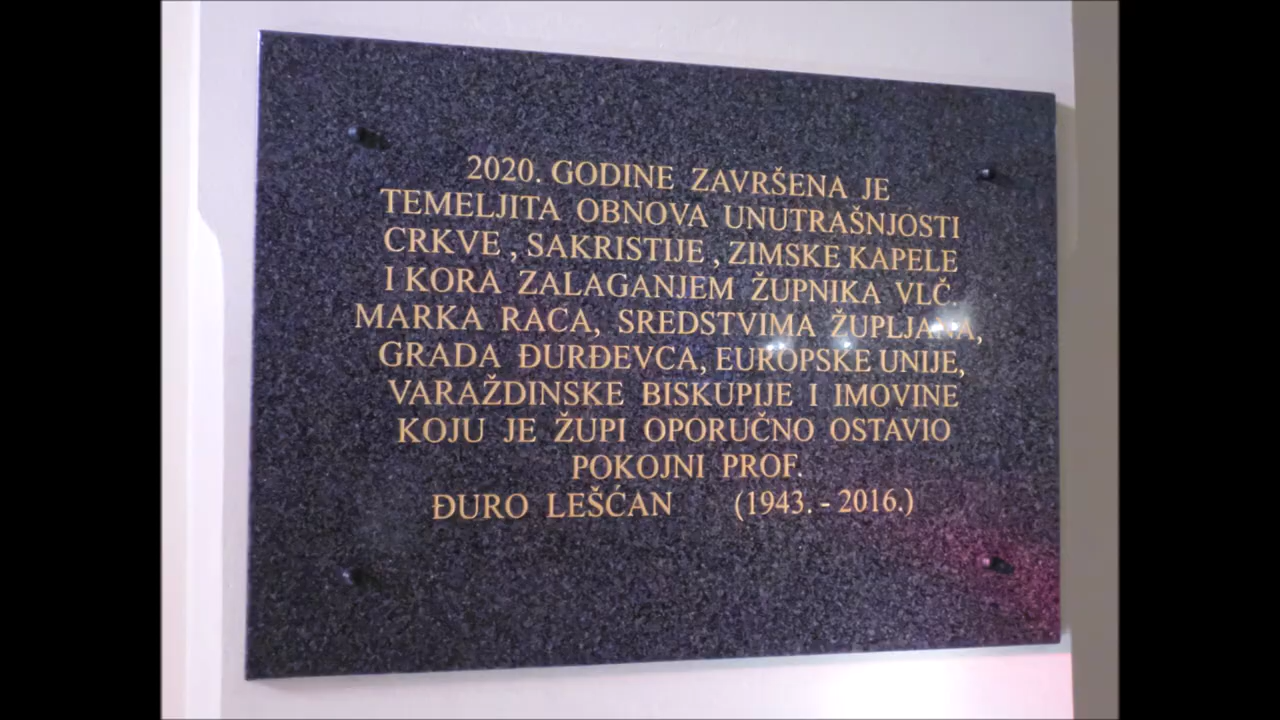 2020. GODINE ZAVRŠENA JE
TEMELJITA OBNOVA UNUTRAŠNJOSTI
CRKVE , SAKRISTIJE , ZIMSKE KAPELE
I KORA ZALAGANJEM ŽUPNIKA VLČ.
MARKA RACA, SREDSTVIMA ŽUPLJANA,
GRADA ĐURĐEVCA, EUROPSKE UNIJE,
VARAŽDINSKE BISKUPIJE I IMOVINE
KOJU JE ŽUPI OPORUČNO OSTAVIO
POKOJNI PROF.
ĐURO LEŠĆAN (1943. - 2016.)